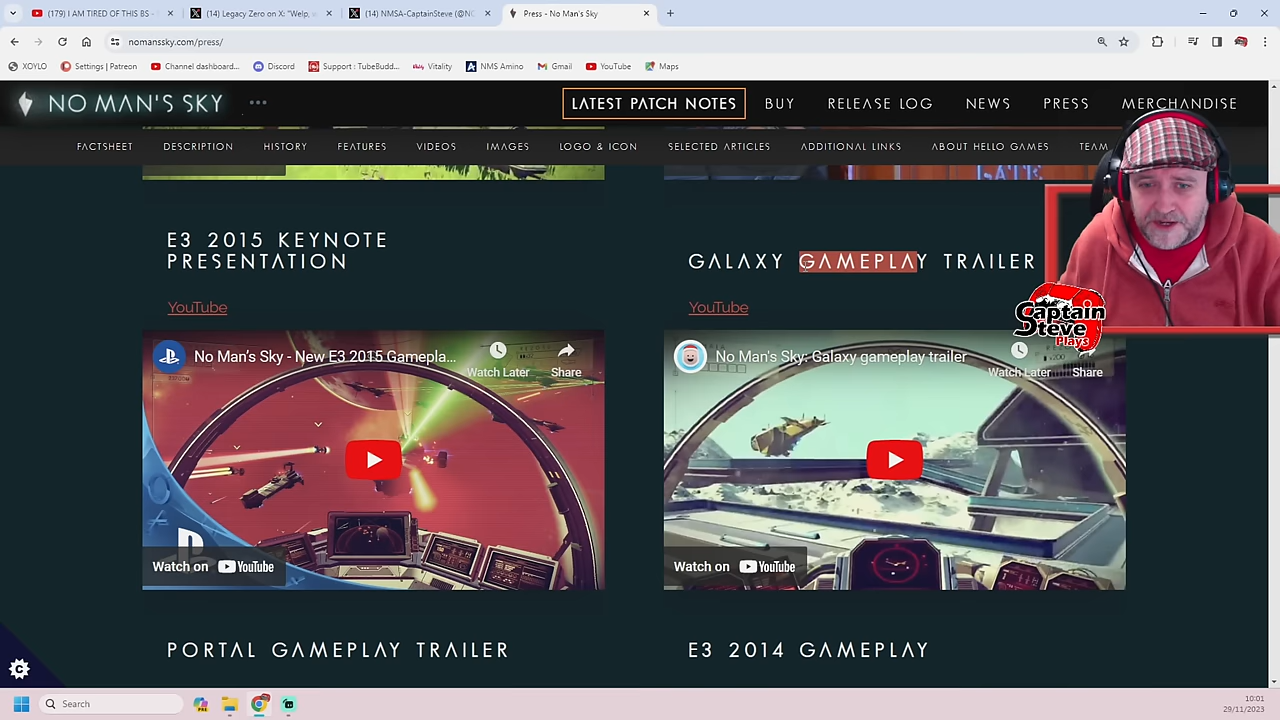 (179) I AM TIRED OF THIS BS -
(14) Legacy Zero on X: "Welp, w
(14) NMSA-CaptainSteve (@NC
Press - No Man's Sky
nomanssky.com/press/
XOYLO
Settings | Patreon
Channel dashboard...
Discord
Support : TubeBudd...
Vitality
NMS Amino
Gmail
YouTube
Maps
NO MAN'S SKY
LATEST PATCH NOTES
BUY
RELEASE LOG
NEWS
PRESS
MERCHANDISE
FACTSHEET
DESCRIPTION
HISTORY
FEATURES
VIDEOS
IMAGES
LOGO & ICON
SELECTED ARTICLES
ADDITIONAL LINKS
ABOUT HELLO GAMES
TEAM
GATE
E3 2015 KEYNOTE
PRESENTATION
GALAXY GAMEPLAY TRAILER
YouTube
YouTube
Captain
Steve
Plays
No Man's Sky - New E3 2015 Gamepla...
Watch Later
Share
No Man's Sky: Galaxy gameplay trailer
Watch Later
Share
Watch on YouTube
Watch on YouTube
PORTAL GAMEPLAY TRAILER
E3 2014 GAMEPLAY
Search
10:01
29/11/2023